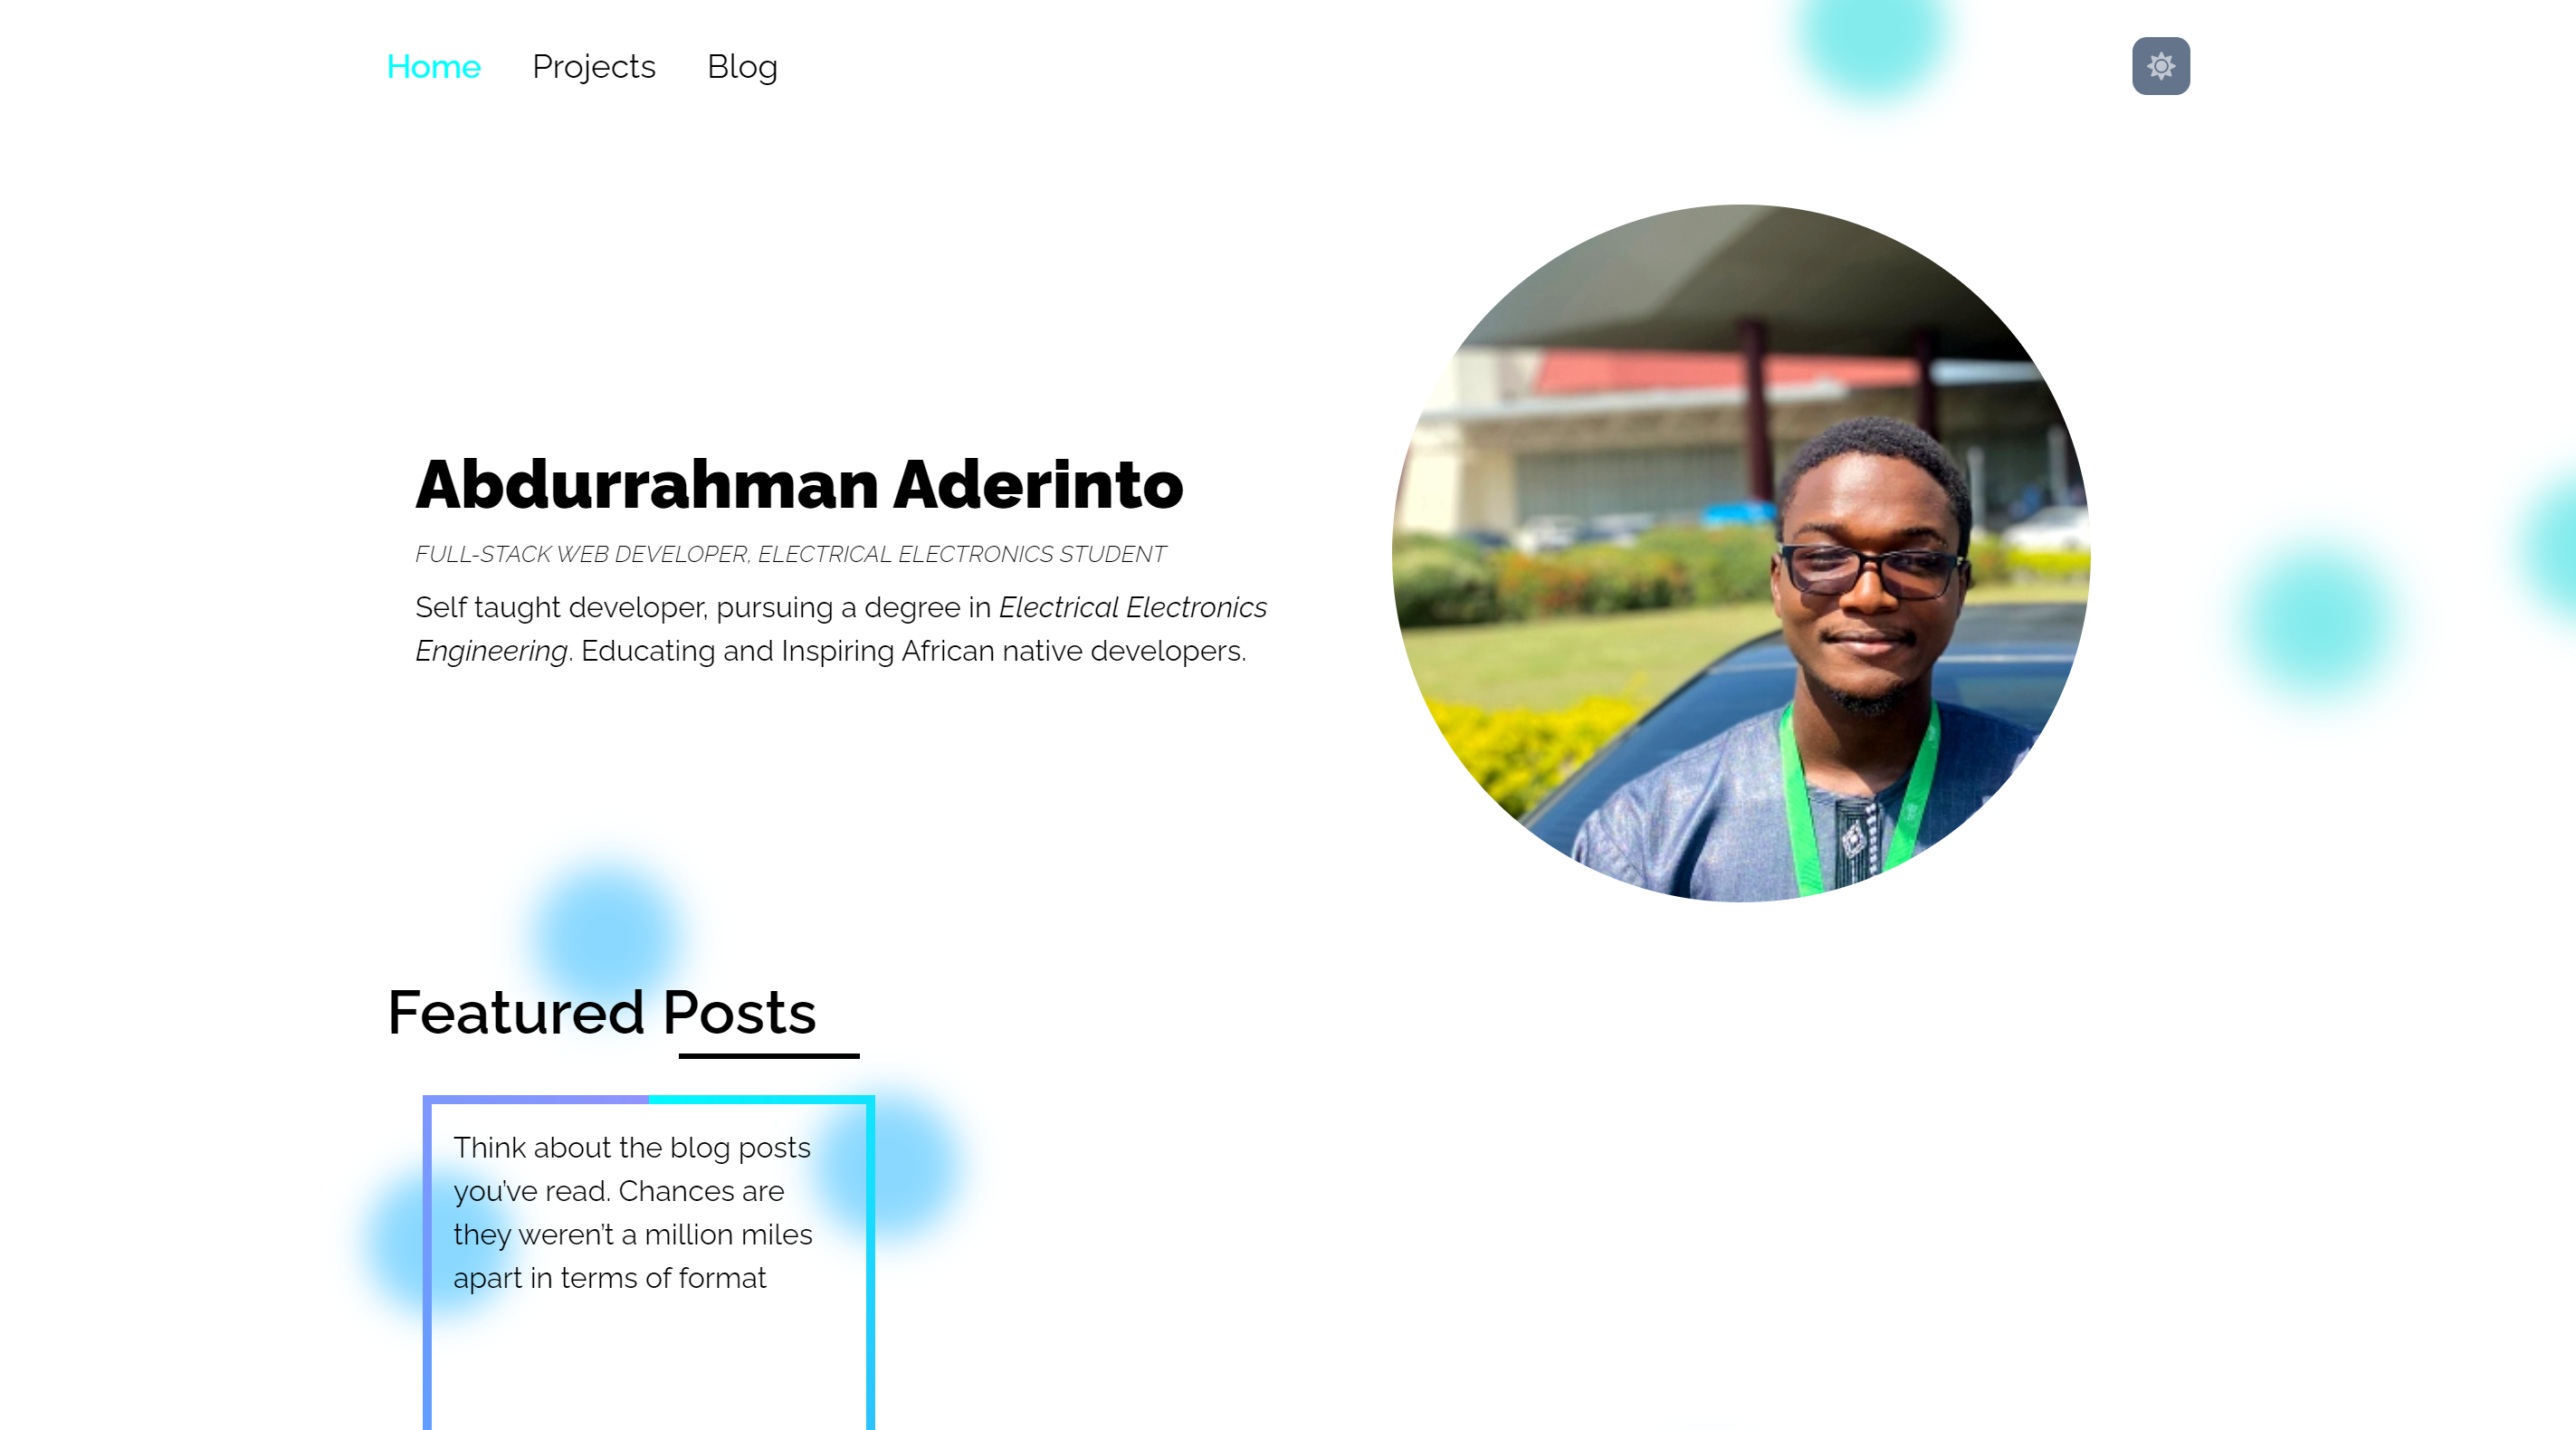 Home Projects Blog
Abdurrahman Aderinto
FULL-STACK WEB DEVELOPER, ELECTRICAL ELECTRONICS STUDENT
Self taught developer, pursuing a degree in Electrical Electronics
Engineering. Educating and Inspiring African native developers.
Featured Posts
Think about the blog posts
you’ve read. Chances are
they weren’t a million miles
apart in terms of format